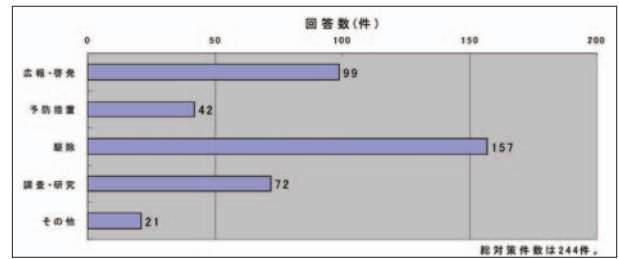 回答数(件)
0 50 100 150 200
広報・啓発 99
予防措置 42
駆除 157
調査・研究 72
その他 21
総対策件数は244件。